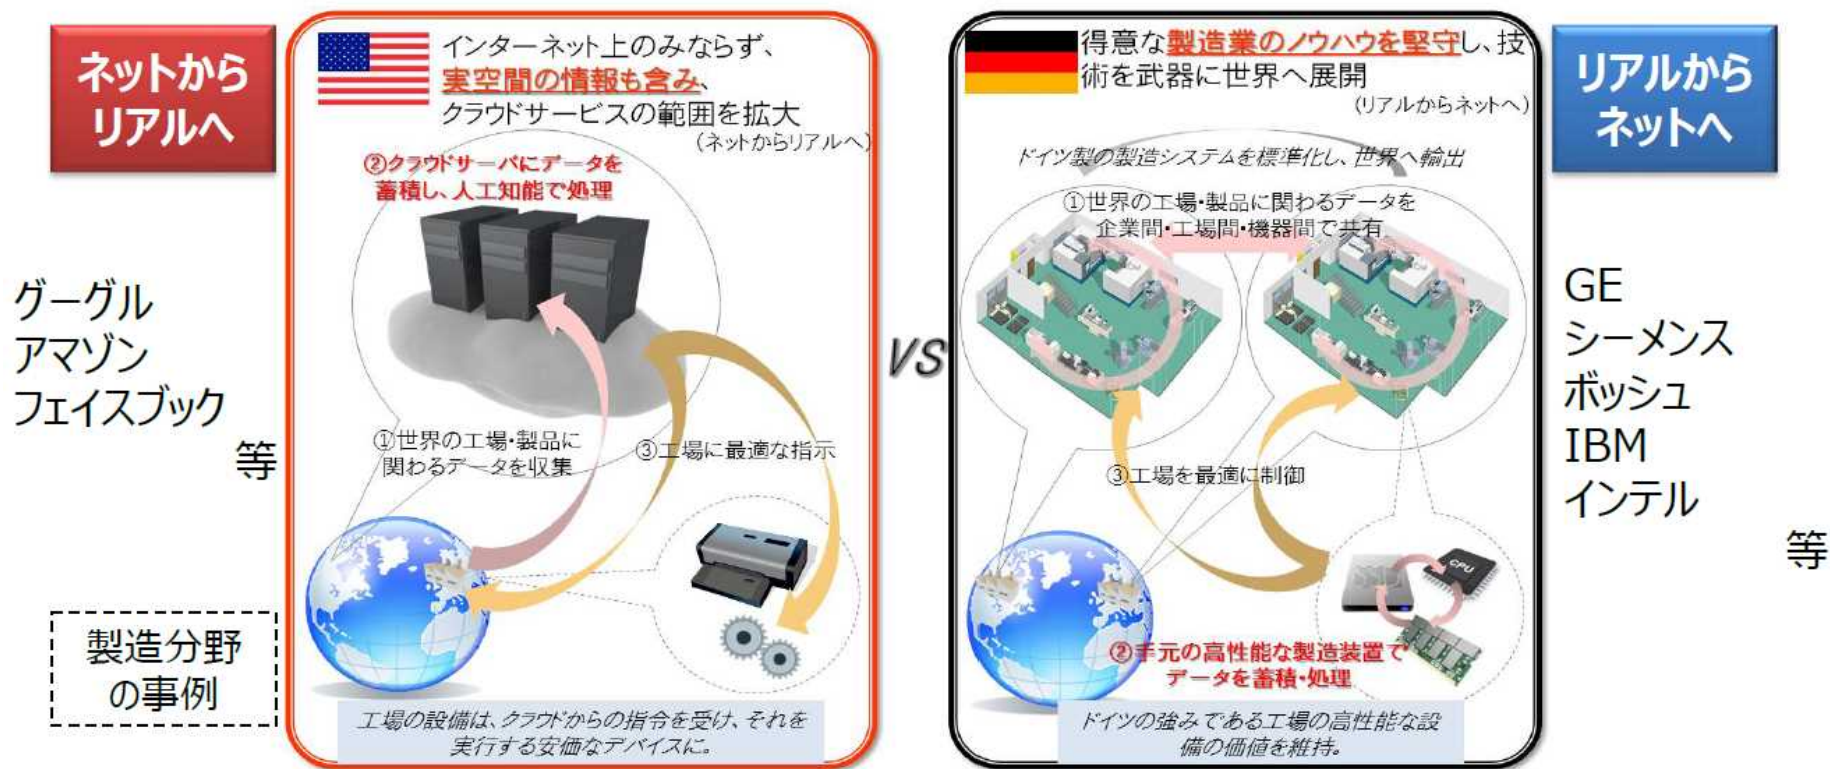 ネットから
リアルへ
インターネット上のみならず、
実空間の情報も含み、
クラウドサービスの範囲を拡大
(ネットからリアルへ)
②クラウドサーバにデータを
蓄積し、人工知能で処理
グーグル
アマゾン
フェイスブック
等
①世界の工場・製品に
関わるデータを収集
③工場に最適な指示
製造分野
の事例
工場の設備は、クラウドからの指令を受け、それを
実行する安価なデバイスに。
VS
得意な製造業のノウハウを堅守し、技
術を武器に世界へ展開
(リアルからネットへ)
ドイツ製の製造システムを標準化し、世界へ輸出
①世界の工場・製品に関わるデータを
企業間・工場間・機器間で共有
③工場を最適に制御
CPU
②手元の高性能な製造装置で
データを蓄積・処理
ドイツの強みである工場の高性能な設
備の価値を維持。
リアルから
ネットへ
GE
シーメンス
ボッシュ
IBM
インテル
等